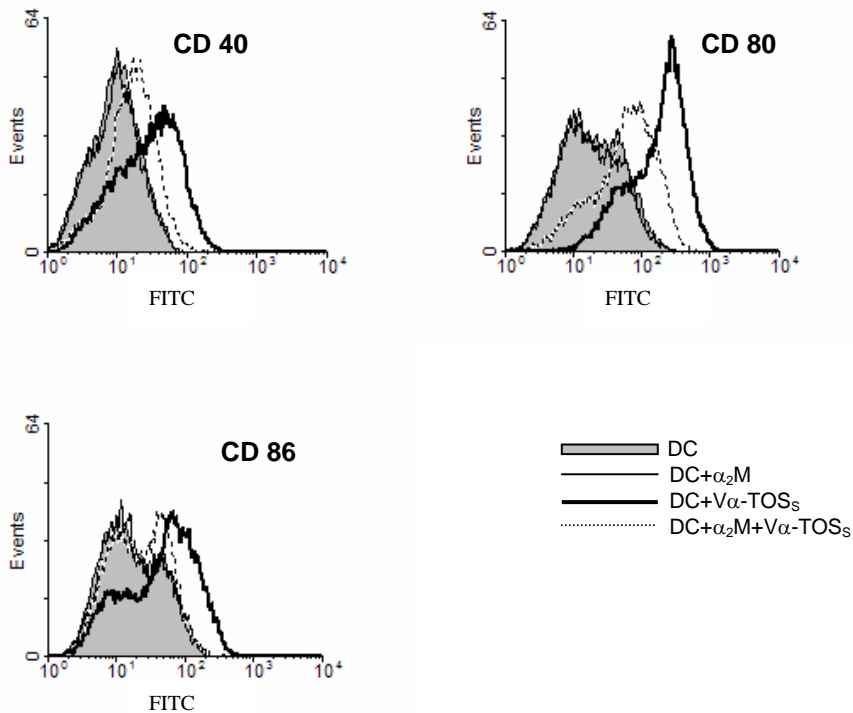 64
CD 40
Events
0
10⁰ 10¹ 10² 10³ 10⁴
FITC
64
CD 80
Events
0
10⁰ 10¹ 10² 10³ 10⁴
FITC
64
CD 86
Events
0
10⁰ 10¹ 10² 10³ 10⁴
FITC
DC
DC+α₂M
DC+Vα-TOSₛ
DC+α₂M+Vα-TOSₛ